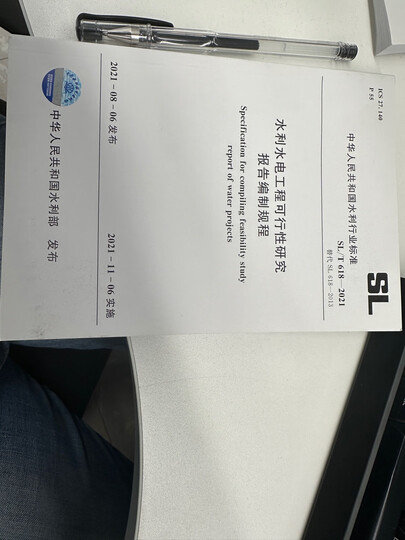 ICS 27.140
P 55
SL
中华人民共和国水利行业标准
SL/T 618—2021
替代 SL 618—2013
水利水电工程可行性研究
报告编制规程
Specification for compiling feasibility study
report of water projects
2021-08-06 发布
2021-11-06 实施
中华人民共和国水利部 发布